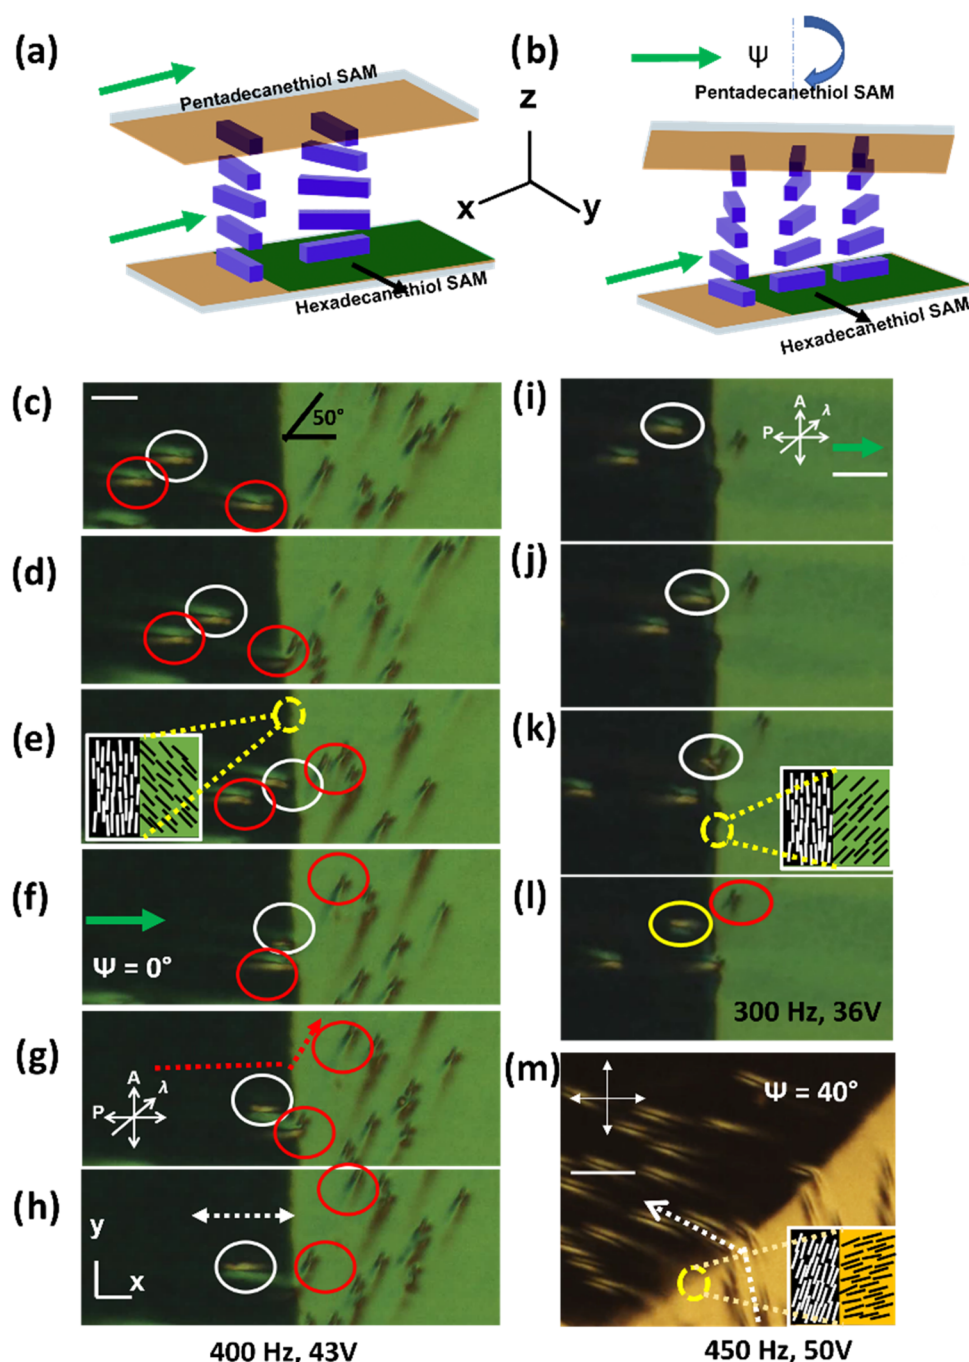 (a)
Pentadecanethiol SAM
Hexadecanethiol SAM
z
x
y
(b)
Ψ
Pentadecanethiol SAM
Hexadecanethiol SAM
(c)
50°
(d)
(e)
(f)
Ψ = 0°
(g)
A
P
λ
(h)
y
x
400 Hz, 43V
(i)
A
P
λ
(j)
(k)
(l)
300 Hz, 36V
(m)
Ψ = 40°
450 Hz, 50V